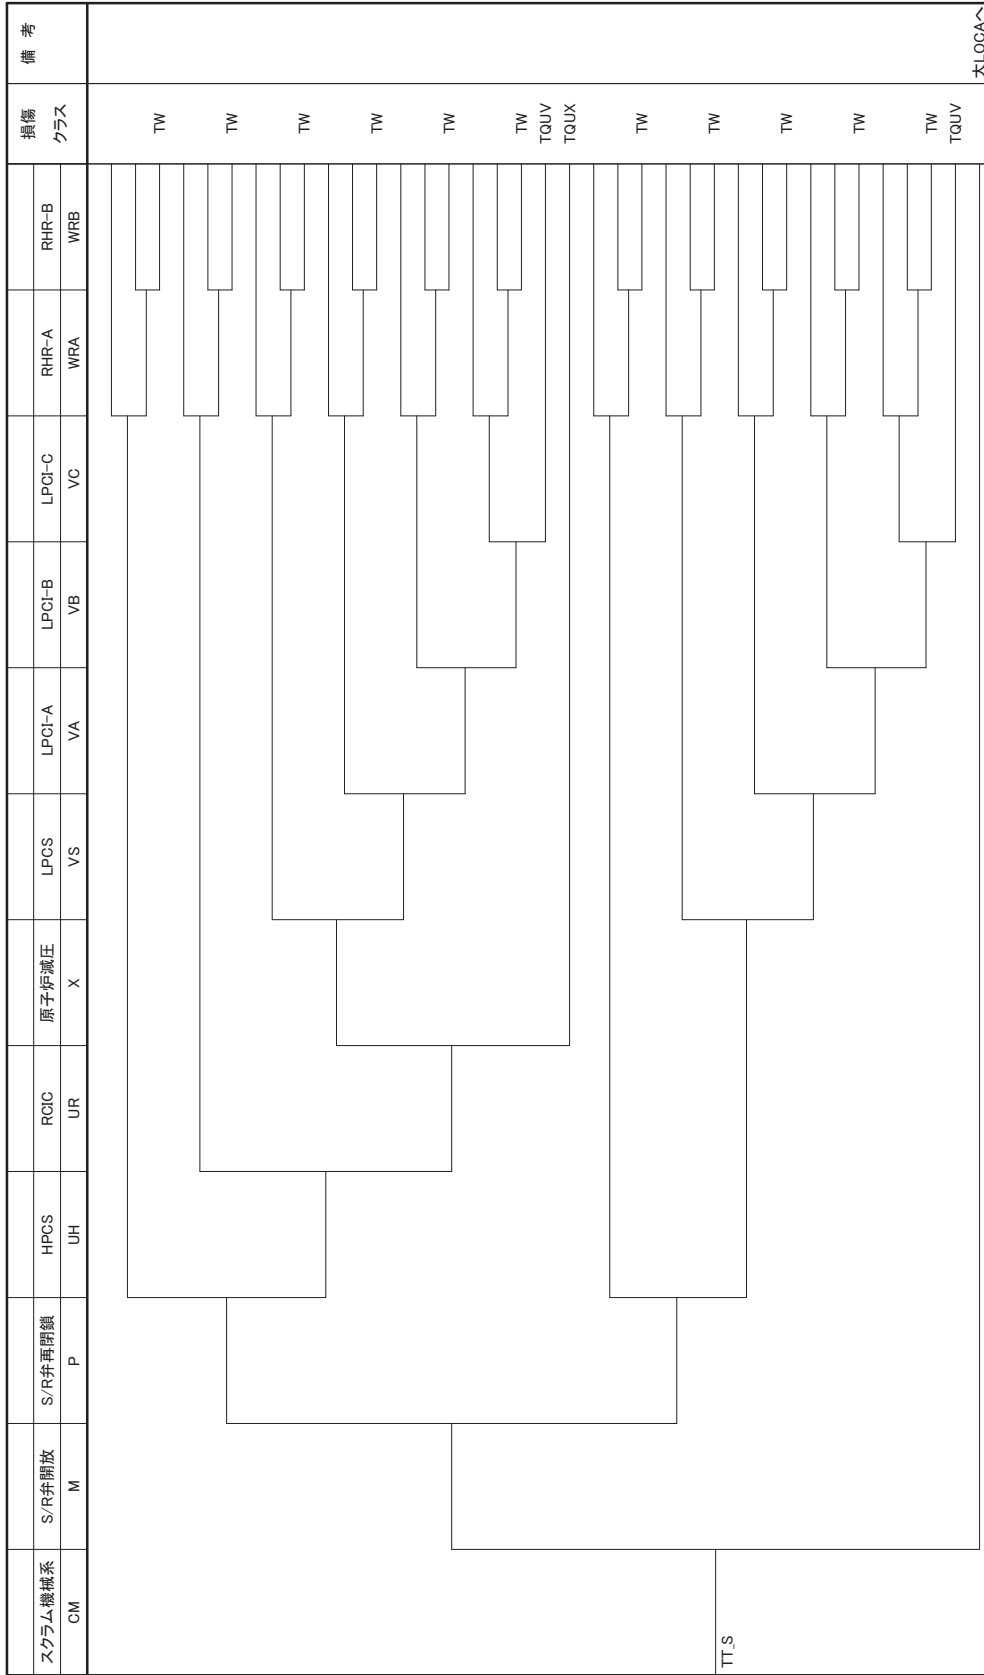 スクラム機械系
S/R弁開放
S/R弁再閉鎖
HPCS
RCIC
原子炉減圧
LPCS
LPCI-A
LPCI-B
LPCI-C
RHR-A
RHR-B
損傷
クラス
備 考
CM
M
P
UH
UR
X
VS
VA
VB
VC
WRA
WRB
TT_S
TW
TW
TW
TW
TW
TW
TQUV
TQUX
TW
TW
TW
TW
TW
TQUV
大LOCAへ